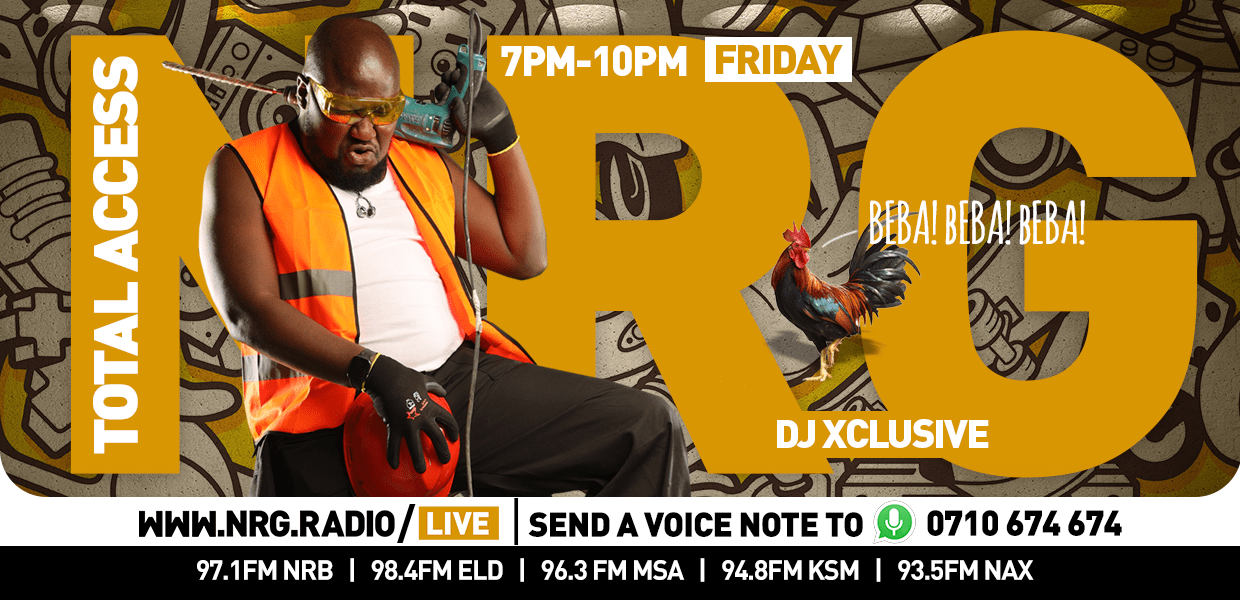 7PM-10PM FRIDAY
TOTAL ACCESS
NRG
BEBA! BEBA! BEBA!
DJ XCLUSIVE
WWW.NRG.RADIO/LIVE | SEND A VOICE NOTE TO 0710 674 674
97.1FM NRB | 98.4FM ELD | 96.3 FM MSA | 94.8FM KSM | 93.5FM NAX